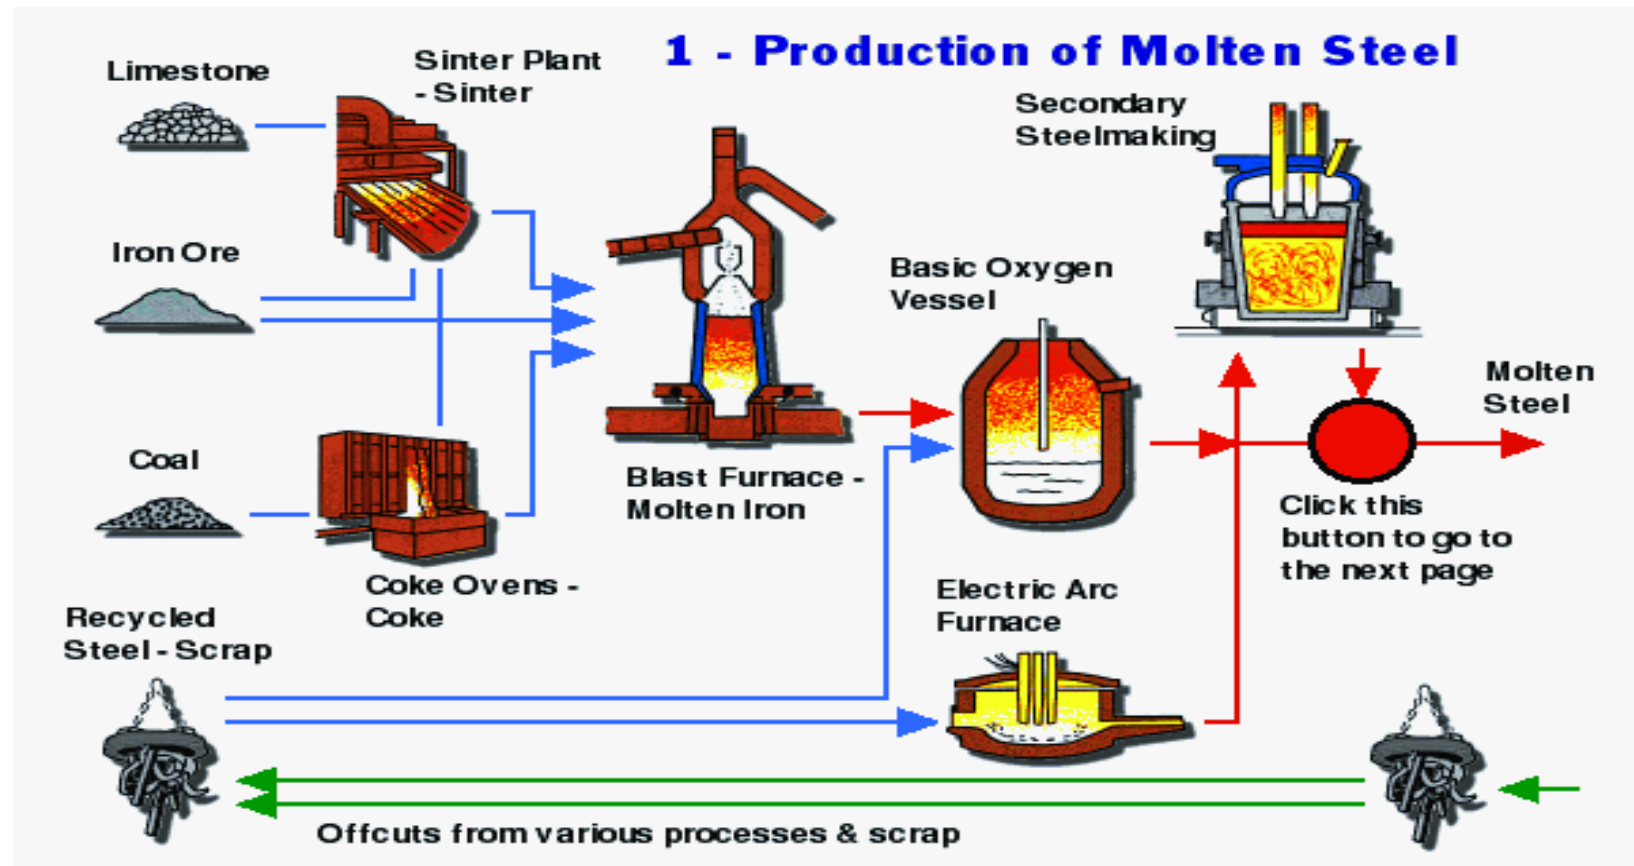 1 - Production of Molten Steel
Limestone
Sinter Plant
- Sinter
Secondary
Steelmaking
Iron Ore
Basic Oxygen
Vessel
Molten
Steel
Coal
Blast Furnace -
Molten Iron
Click this
button to go to
the next page
Coke Ovens -
Coke
Electric Arc
Furnace
Recycled
Steel - Scrap
Offcuts from various processes & scrap